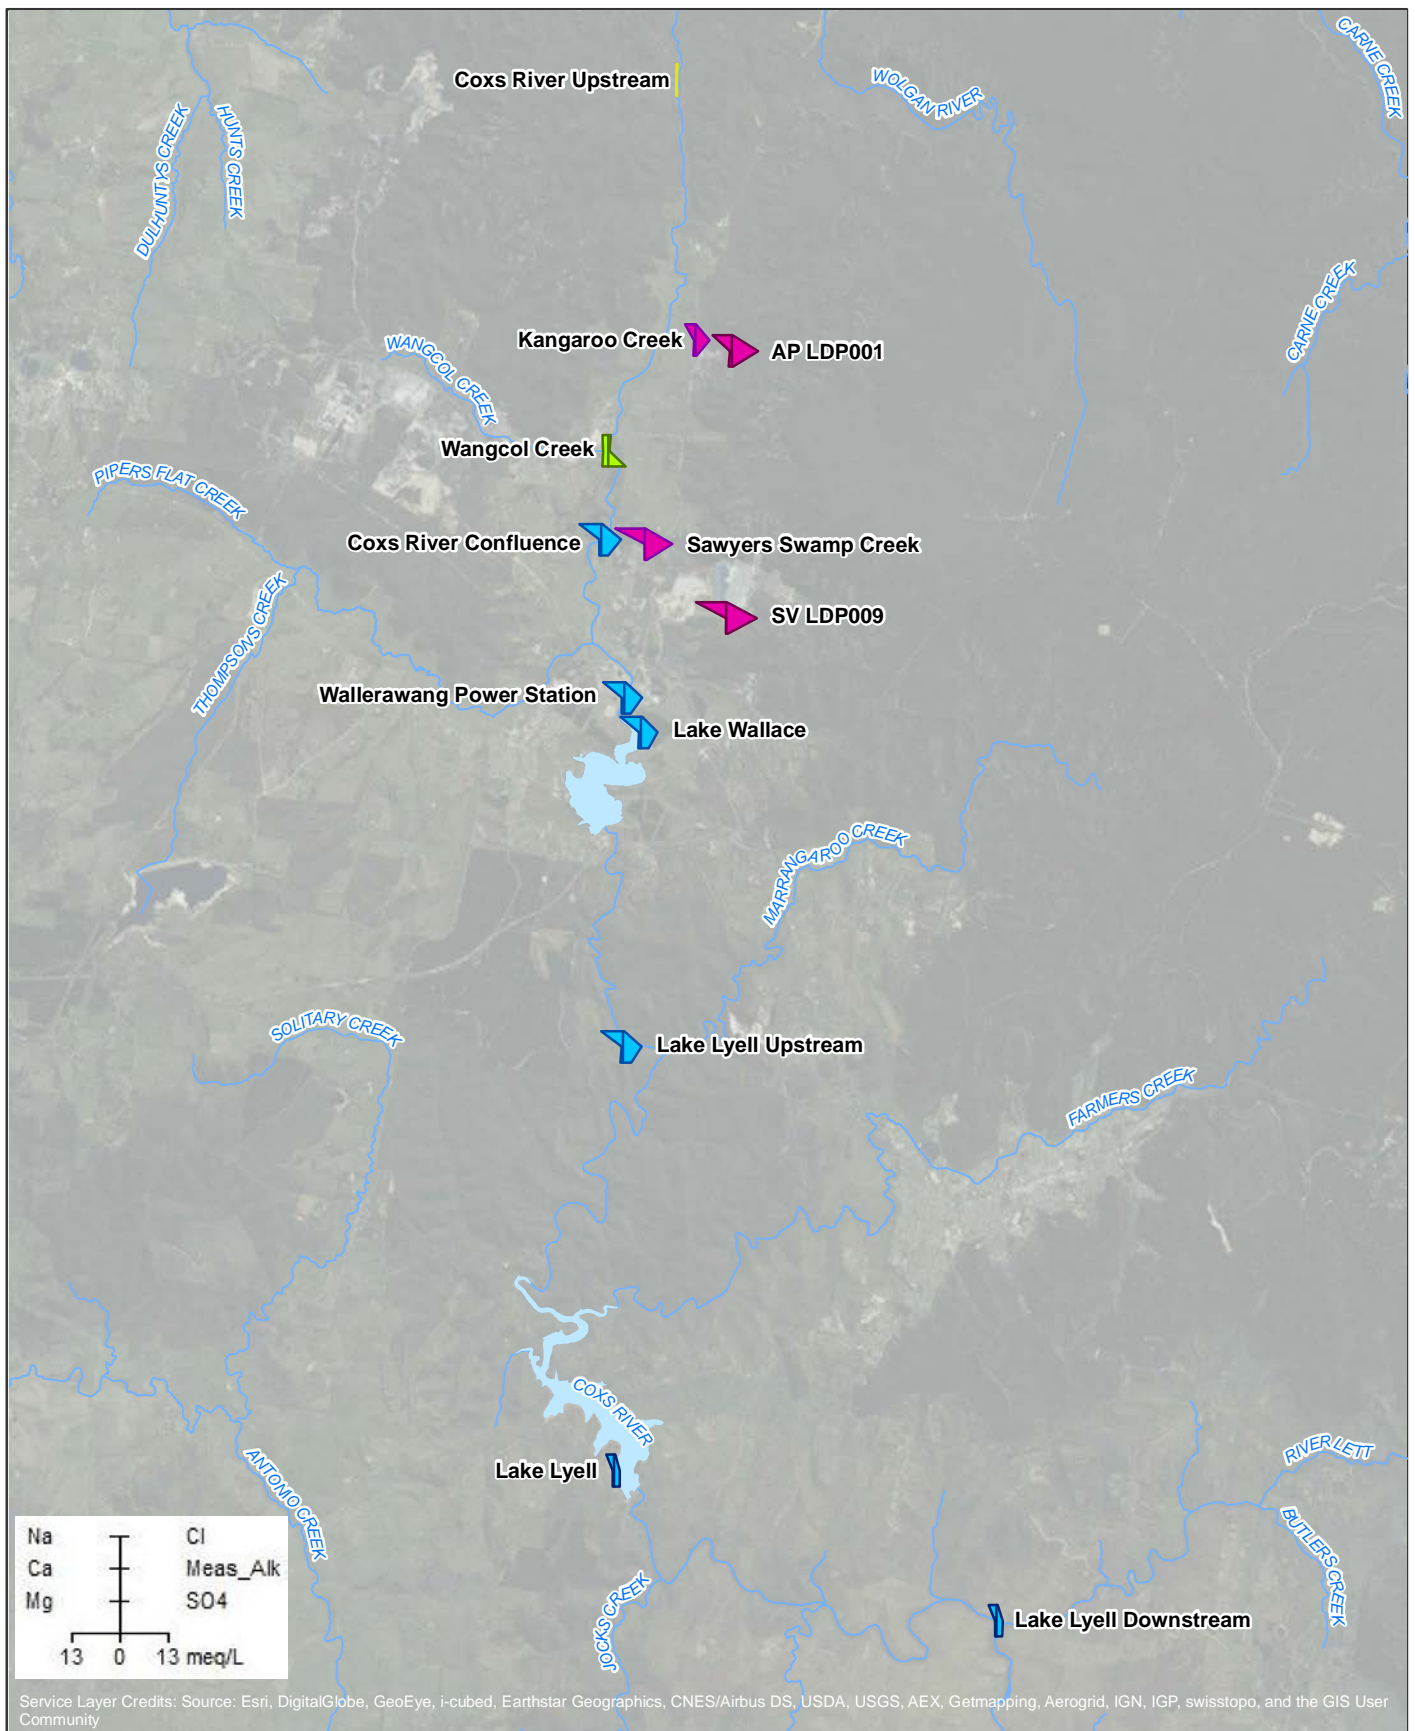 CARNE CREEK
Coxs River Upstream
WOLGAN RIVER
DULHUNTYS CREEK
HUNTS CREEK
CARNE CREEK
Kangaroo Creek
AP LDP001
WANGCOL CREEK
Wangcol Creek
PIPERS FLAT CREEK
Coxs River Confluence
Sawyers Swamp Creek
THOMPSONS CREEK
SV LDP009
Wallerawang Power Station
Lake Wallace
MARRANGAROO CREEK
SOLITARY CREEK
Lake Lyell Upstream
FARMERS CREEK
COXS RIVER
Lake Lyell
RIVER LETT
ANTONIO CREEK
BUTLERS CREEK
JOCKS CREEK
Lake Lyell Downstream
Na Cl
Ca Meas_Alk
Mg SO4
13 0 13 meq/L
Service Layer Credits: Source: Esri, DigitalGlobe, GeoEye, i-cubed, Earthstar Geographics, CNES/Airbus DS, USDA, USGS, AEX, Getmapping, Aerogrid, IGN, IGP, swisstopo, and the GIS User
Community